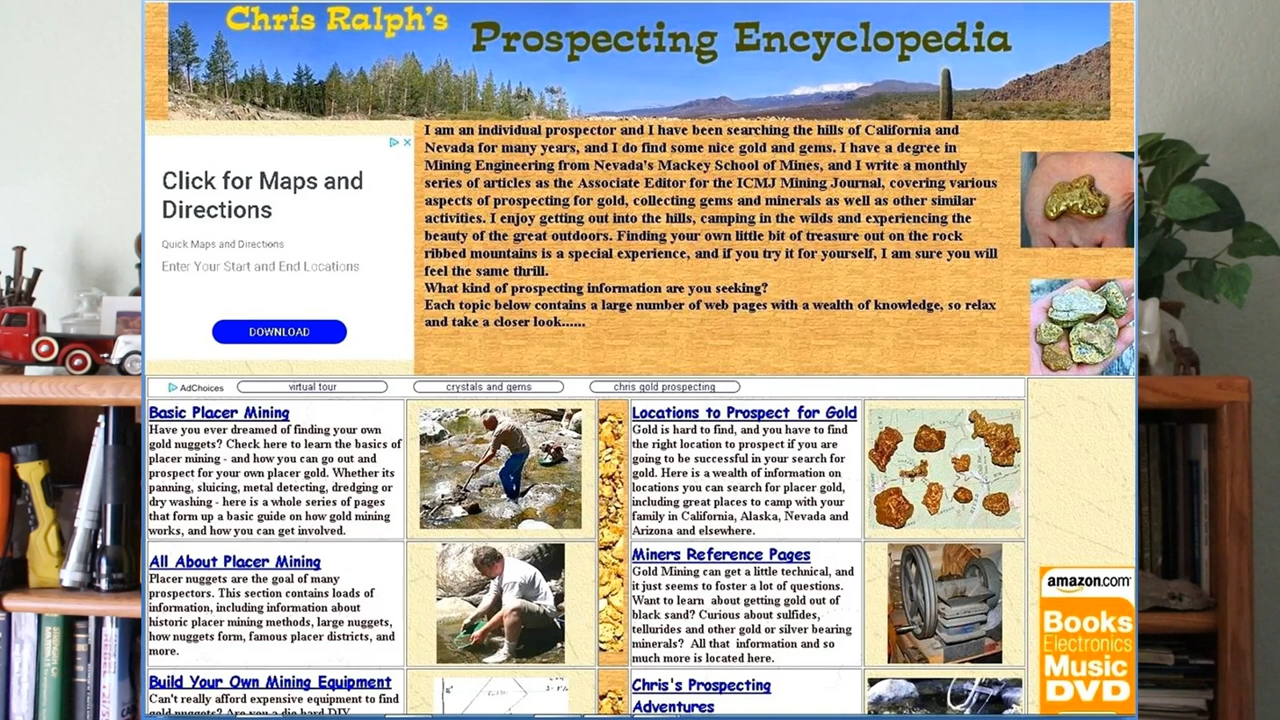 Chris Ralph's
Prospecting Encyclopedia
Click for Maps and
Directions
Quick Maps and Directions
Enter Your Start and End Locations
DOWNLOAD
I am an individual prospector and I have been searching the hills of California and
Nevada for many years, and I do find some nice gold and gems. I have a degree in
Mining Engineering from Nevada's Mackey School of Mines, and I write a monthly
series of articles as the Associate Editor for the ICMJ Mining Journal, covering various
aspects of prospecting for gold, collecting gems and minerals as well as other similar
activities. I enjoy getting out into the hills, camping in the wilds and experiencing the
beauty of the great outdoors. Finding your own little bit of treasure out on the rock
ribbed mountains is a special experience, and if you try it for yourself, I am sure you will
feel the same thrill.
What kind of prospecting information are you seeking?
Each topic below contains a large number of web pages with a wealth of knowledge, so relax
and take a closer look......
AdChoices
virtual tour
crystals and gems
chris gold prospecting
Basic Placer Mining
Have you ever dreamed of finding your own
gold nuggets? Check here to learn the basics of
placer mining - and how you can go out and
prospect for your own placer gold. Whether its
panning, sluicing, metal detecting, dredging or
dry washing - here is a whole series of pages
that form up a basic guide on how gold mining
works, and how you can get involved.
Locations to Prospect for Gold
Gold is hard to find, and you have to find
the right location to prospect if you are
going to be successful in your search for
gold. Here is a wealth of information on
locations you can search for placer gold,
including great places to camp with your
family in California, Alaska, Nevada and
Arizona and elsewhere.
All About Placer Mining
Placer nuggets are the goal of many
prospectors. This section contains loads of
information, including information about
historic placer mining methods, large nuggets,
how nuggets form, famous placer districts, and
more.
Miners Reference Pages
Gold Mining can get a little technical, and
it just seems to foster a lot of questions.
Want to learn about getting gold out of
black sand? Curious about sulfides,
tellurides and other gold or silver bearing
minerals? All that information and so
much more is located here.
Build Your Own Mining Equipment
Can't really afford expensive equipment to find
gold nuggets? Are you a die hard DIY
Chris's Prospecting
Adventures
amazon.com
Books
Electronics
Music
DVD